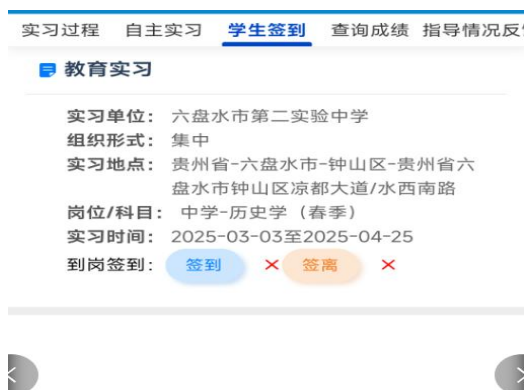 实习过程 自主实习 学生签到 查询成绩 指导情况反
教育实习
实习单位： 六盘水市第二实验中学
组织形式： 集中
实习地点： 贵州省-六盘水市-钟山区-贵州省六
盘水市钟山区凉都大道/水西南路
岗位/科目： 中学-历史学（春季）
实习时间： 2025-03-03至2025-04-25
到岗签到： 签到 × 签离 ×